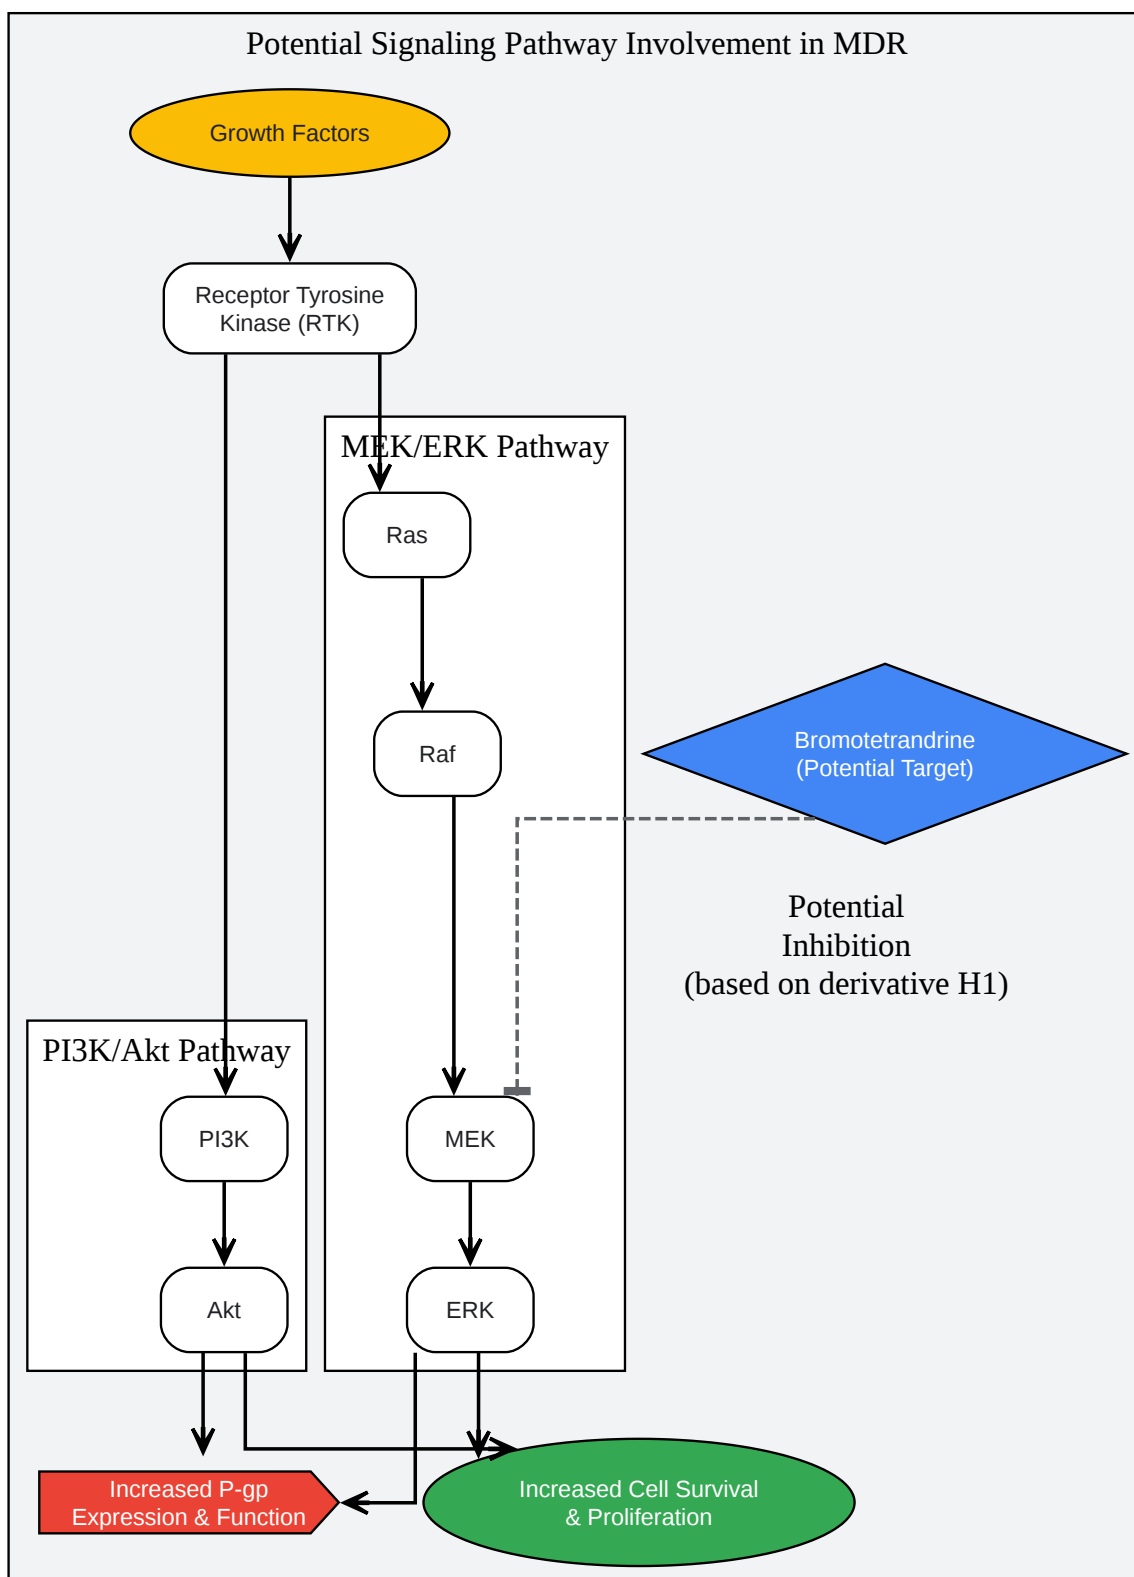 Potential Signaling Pathway Involvement in MDR
Growth Factors
Receptor Tyrosine
Kinase (RTK)
MEK/ERK Pathway
Ras
Raf
Bromotetrandrine
(Potential Target)
Potential
Inhibition
(based on derivative H1)
PI3K/Akt Pathway
PI3K
MEK
Akt
ERK
Increased P-gp
Expression & Function
Increased Cell Survival
& Proliferation